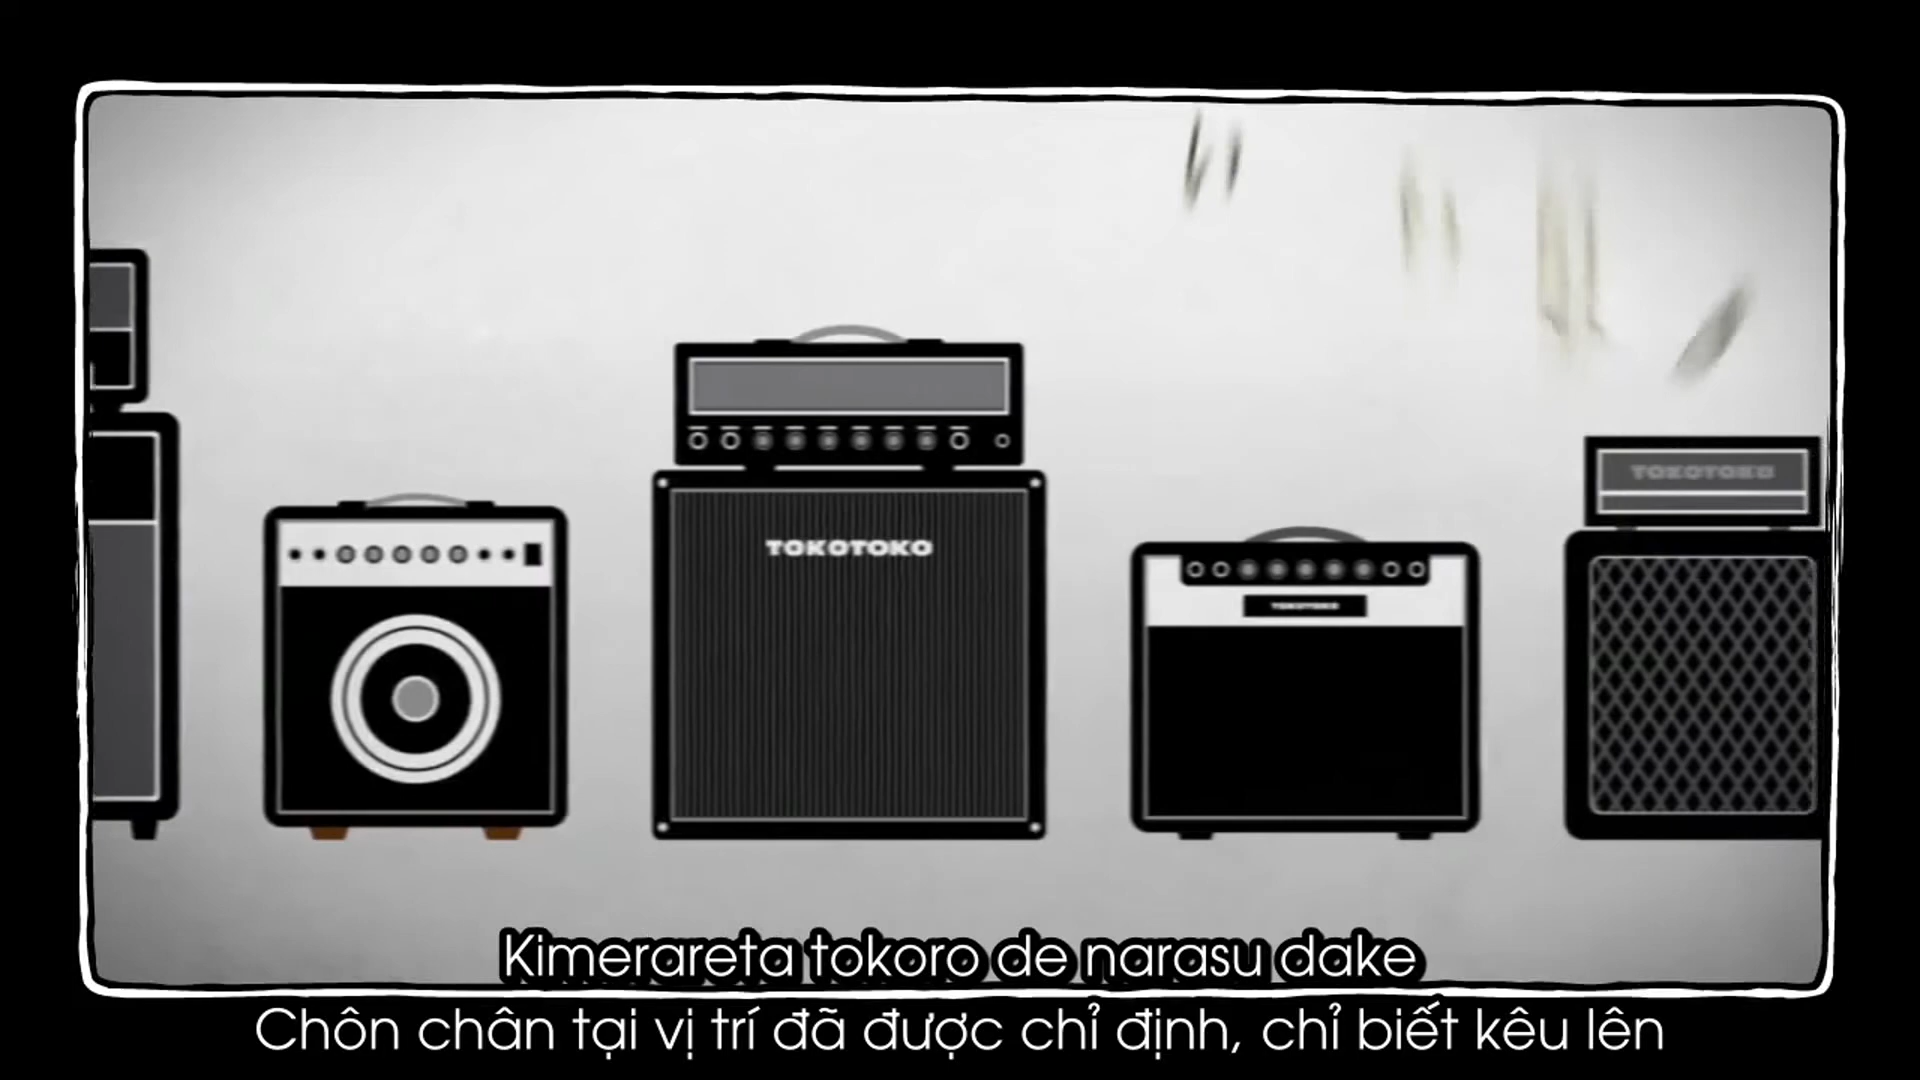 TOKOTOKO
TOKOTOKO
TOKOTOKO
Kimerareta tokoro de narasu dake
Chôn chân tại vị trí đã được chỉ định, chỉ biết kêu lên